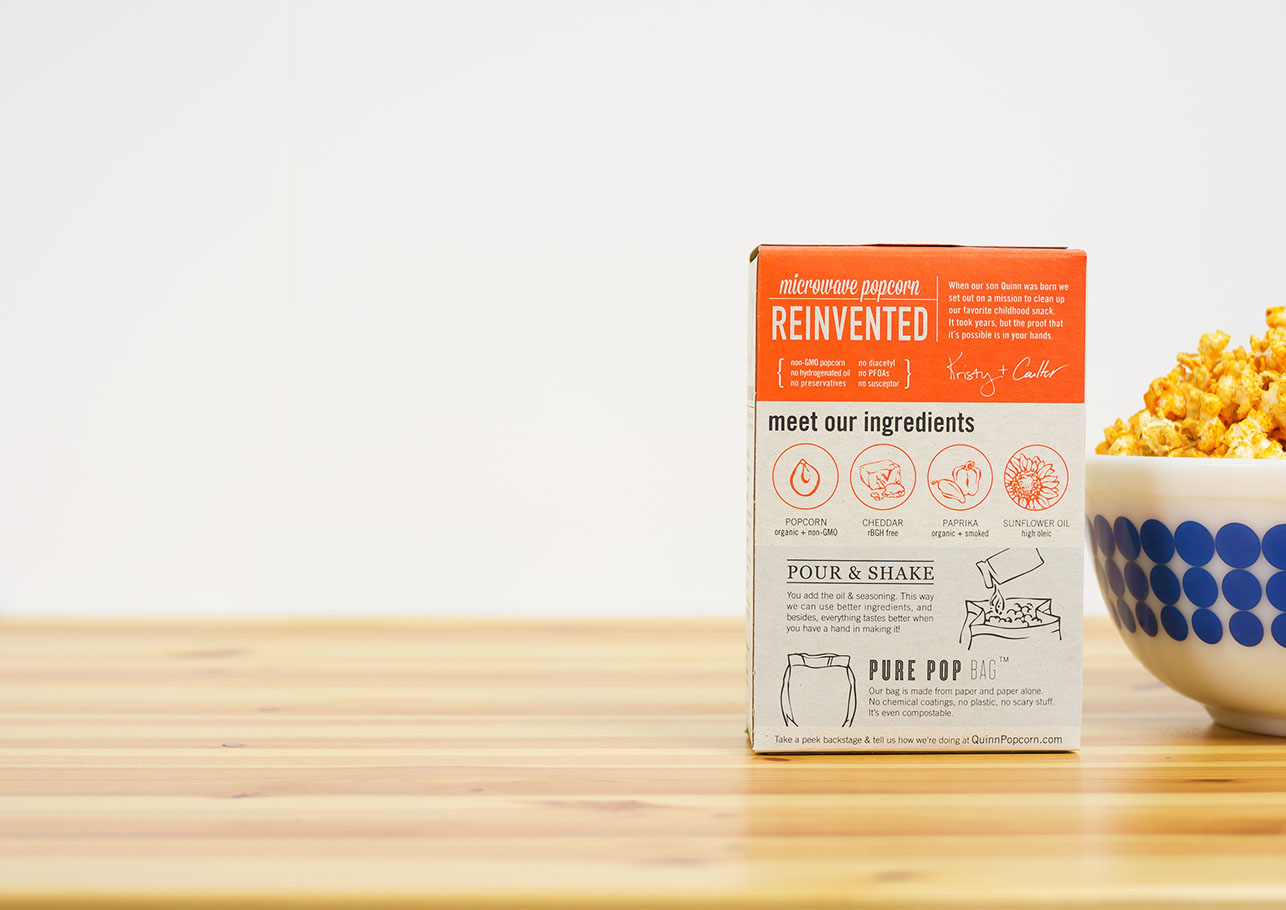 microwave popcorn
REINVENTED
non-GMO popcorn
no hydrogenated oil
no preservatives
no diacetyl
no PFOAs
no susceptor
When our son Quinn was born we
set out on a mission to clean up
our favorite childhood snack.
It took years, but the proof that
it's possible is in your hands.
Kristy + Coulter
meet our ingredients
POPCORN
organic + non-GMO
CHEDDAR
rBGH free
PAPRIKA
organic + smoked
SUNFLOWER OIL
high oleic
POUR & SHAKE
You add the oil & seasoning. This way
we can use better ingredients, and
besides, everything tastes better when
you have a hand in making it!
PURE POP BAG™
Our bag is made from paper and paper alone.
No chemical coatings, no plastic, no scary stuff.
It's even compostable.
Take a peek backstage & tell us how we're doing at QuinnPopcorn.com